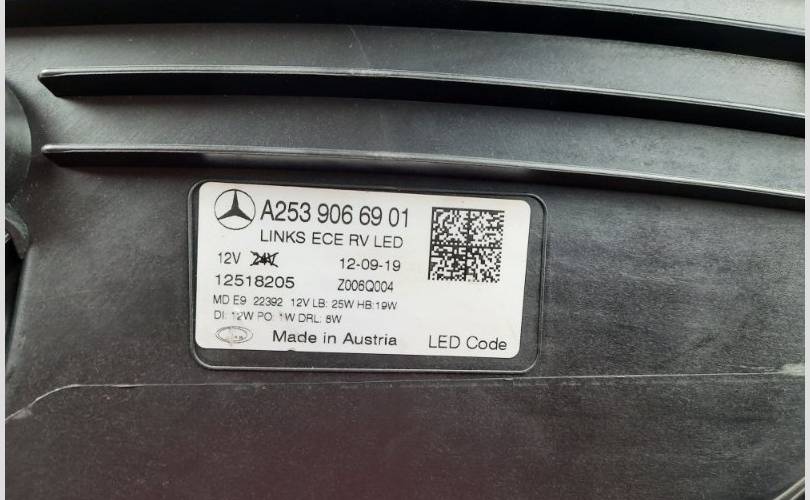 A253 906 69 01
LINKS ECE RV LED
12V 24V 12-09-19
12518205 Z006Q004
MD E9 22392 12V LB: 25W HB:19W
DI: 12W PO: 1W DRL: 8W
Made in Austria LED Code